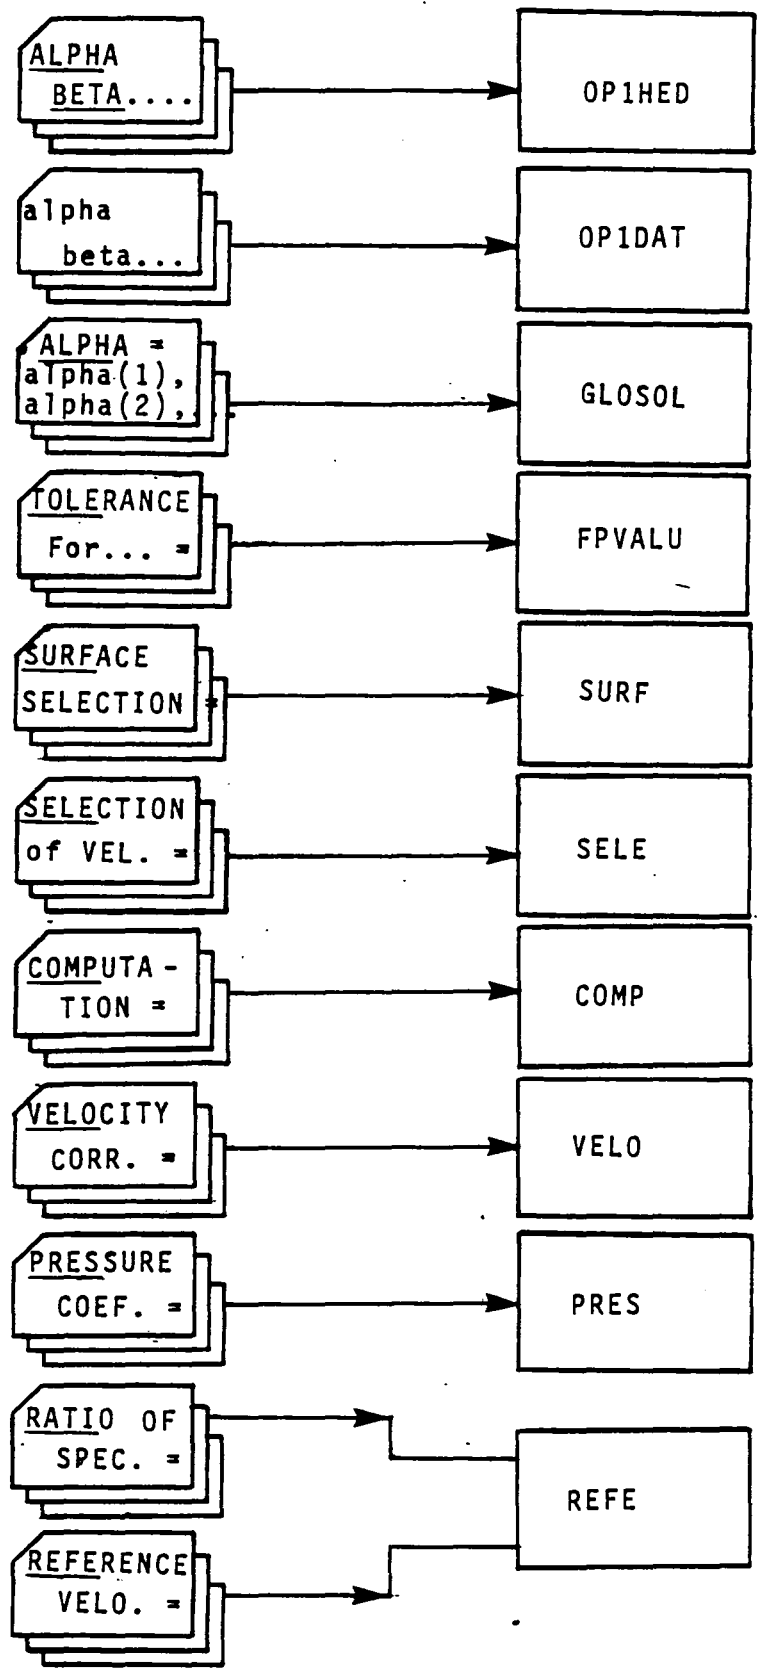 ALPHA
BETA....
OP1HED
alpha
beta...
OP1DAT
ALPHA =
alpha(1),
alpha(2),...
GLOSOL
TOLERANCE
For... =
FPVALU
SURFACE
SELECTION =
SURF
SELECTION
of VEL. =
SELE
COMPUTA-
TION =
COMP
VELOCITY
CORR. =
VELO
PRESSURE
COEF. =
PRES
RATIO OF
SPEC. =
REFE
REFERENCE
VELO. =